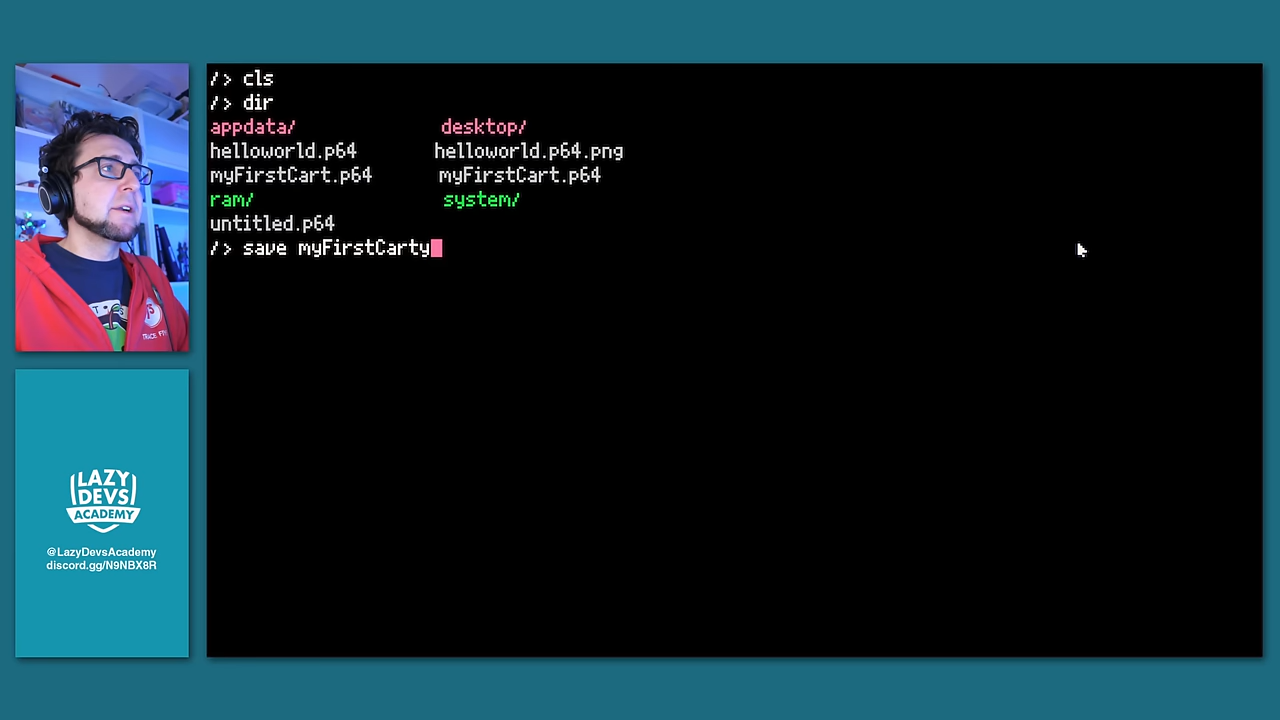 /> cls
/> dir
appdata/ desktop/
helloworld.p64 helloworld.p64.png
myFirstCart.p64 myFirstCart.p64
ram/ system/
untitled.p64
/> save myFirstCarty
LAZY
DEVS
ACADEMY
@LazyDevsAcademy
discord.gg/N9NBX8R